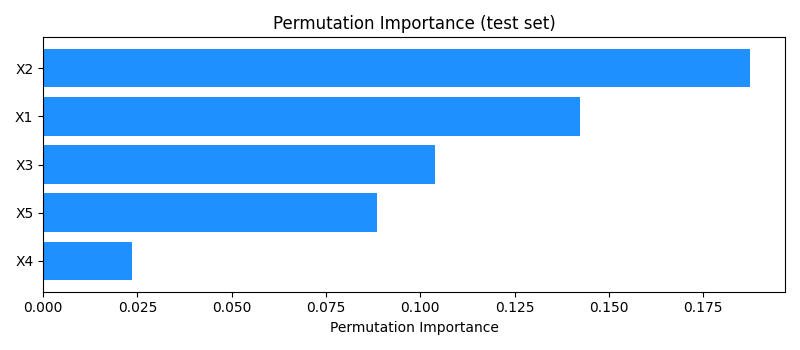 Permutation Importance (test set)
X2
X1
X3
X5
X4
0.000 0.025 0.050 0.075 0.100 0.125 0.150 0.175
Permutation Importance